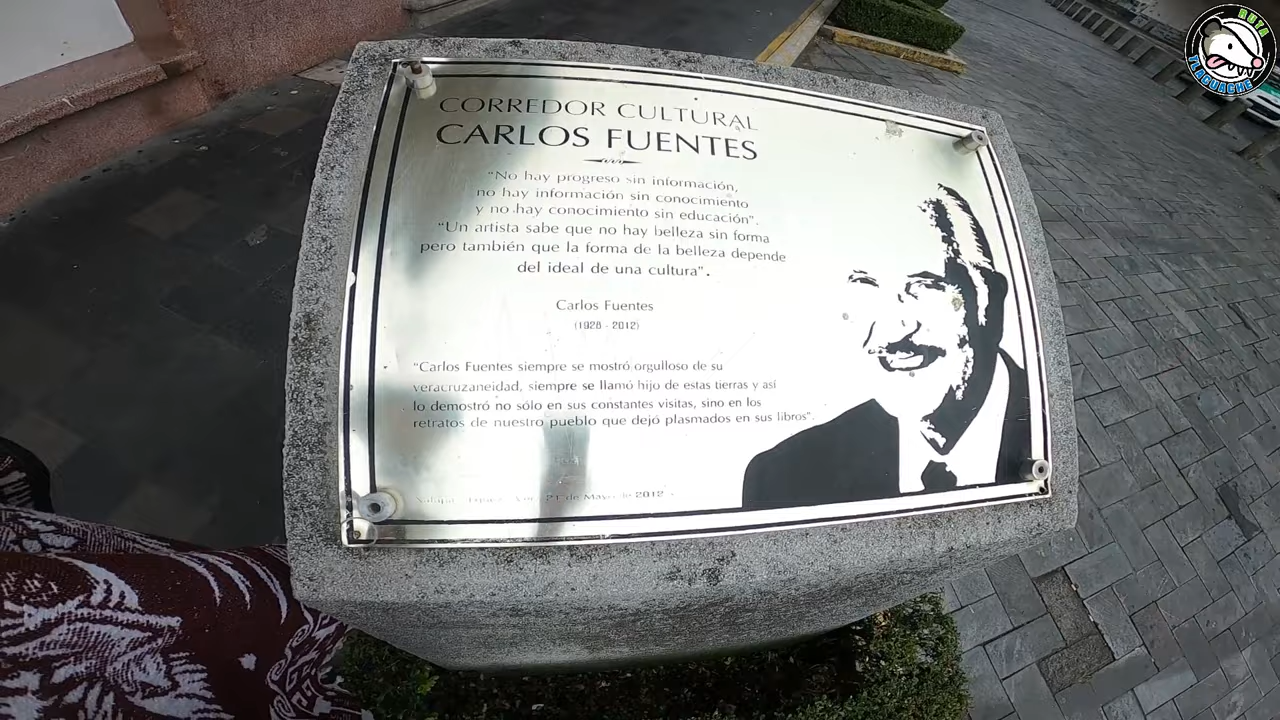 CORREDOR CULTURAL
CARLOS FUENTES
“No hay progreso sin información,
no hay información sin conocimiento
y no hay conocimiento sin educación”.
“Un artista sabe que no hay belleza sin forma
pero también que la forma de la belleza depende
del ideal de una cultura”.
Carlos Fuentes
(1928 - 2012)
“Carlos Fuentes siempre se mostró orgulloso de su
veracruzaneidad, siempre se llamó hijo de estas tierras y así
lo demostró no sólo en sus constantes visitas, sino en los
retratos de nuestro pueblo que dejó plasmados en sus libros”.
21 de Mayo de 2012
RUTA
TLACUACHE